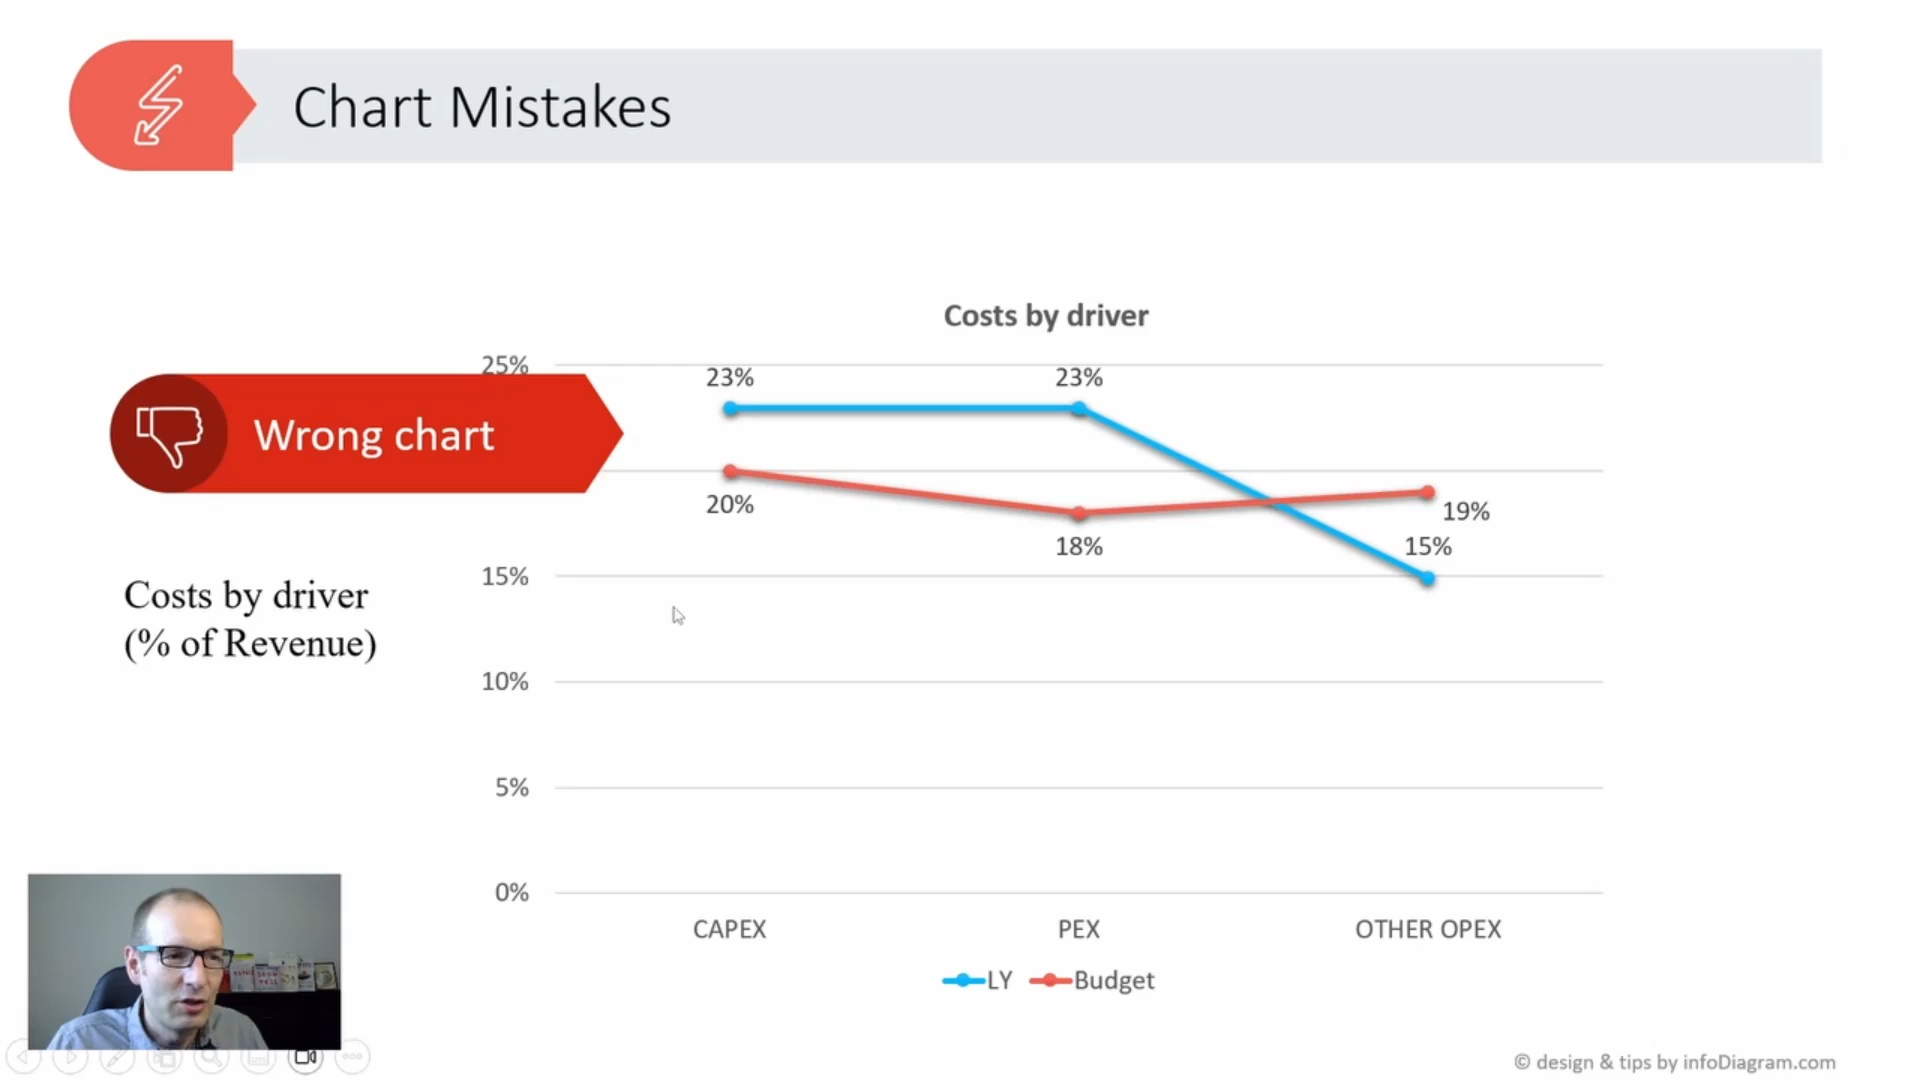 Chart Mistakes
Costs by driver
25%
23%
23%
Wrong chart
20%
18%
19%
15%
15%
Costs by driver
(% of Revenue)
10%
5%
0%
CAPEX
PEX
OTHER OPEX
LY
Budget
© design & tips by infoDiagram.com